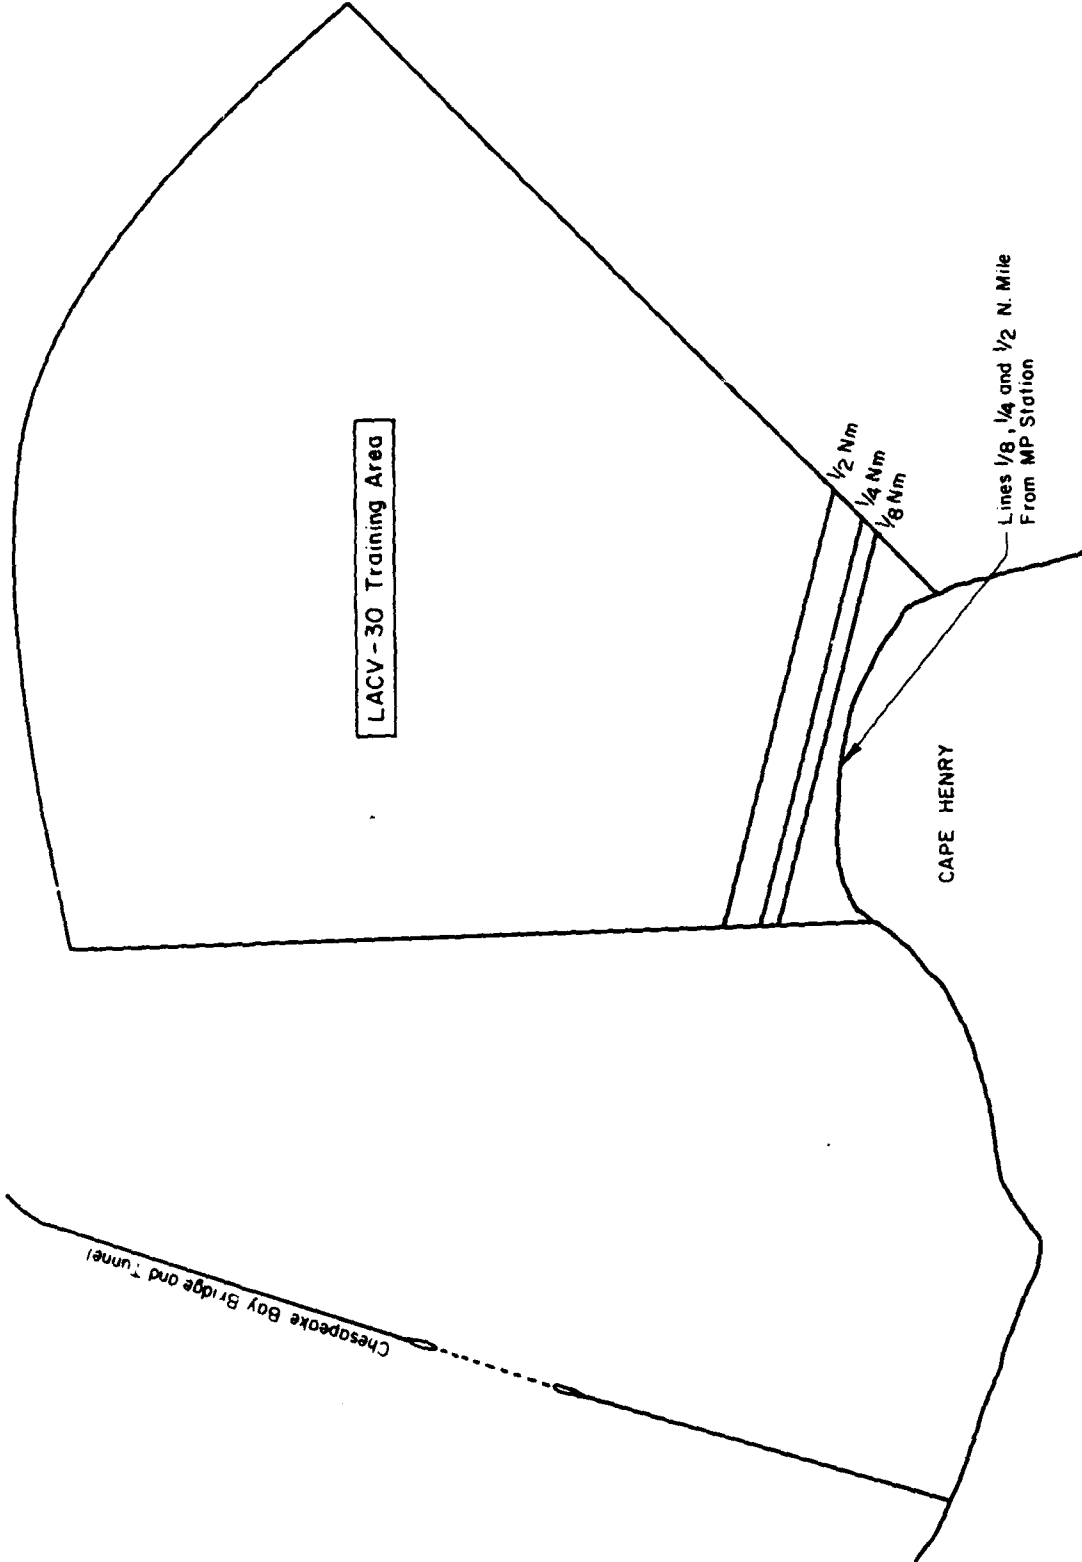 LACV-30 Training Area
1/2 Nm
1/4 Nm
1/8 Nm
Lines 1/8, 1/4 and 1/2 N. Mile
From MP Station
CAPE HENRY
Chesapeake Bay Bridge and Tunnel